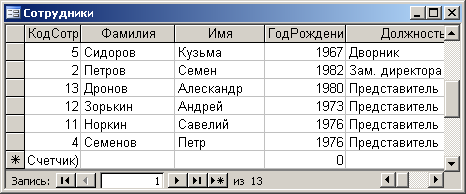 Сотрудники
КодСотр Фамилия Имя ГодРождени Должность
5 Сидоров Кузьма 1967 Дворник
2 Петров Семен 1982 Зам. директора
13 Дронов Алескандр 1980 Представитель
12 Зорькин Андрей 1973 Представитель
11 Норкин Савелий 1976 Представитель
4 Семенов Петр 1976 Представитель
Счетчик) 0
Запись: 1 из 13